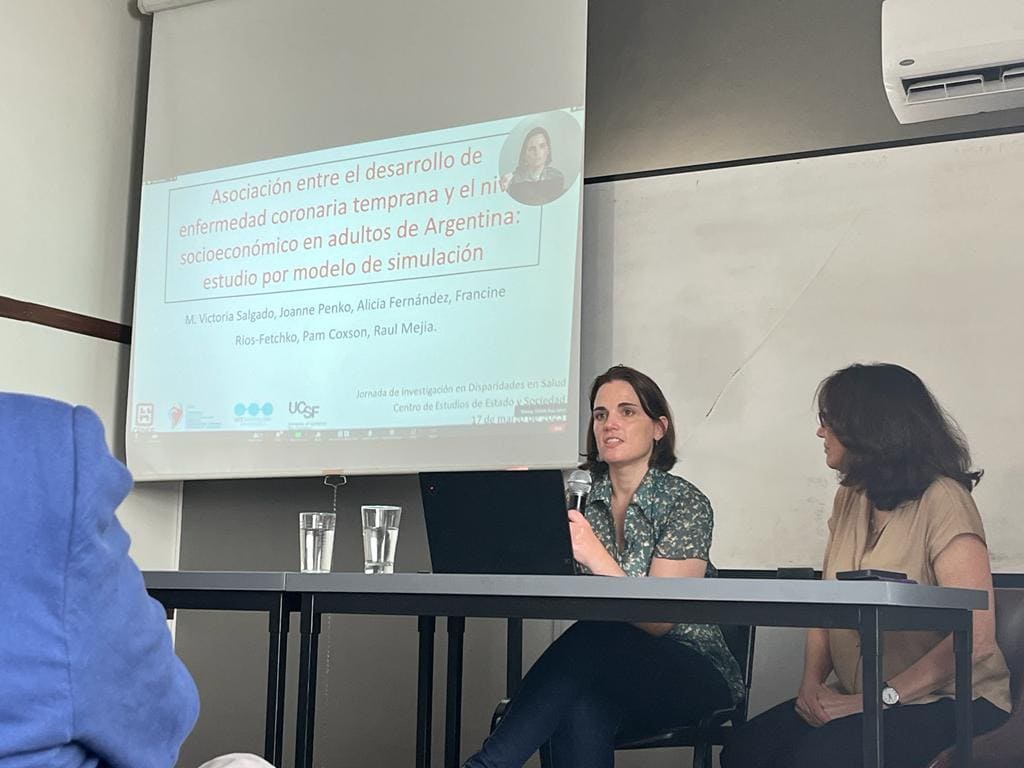 Asociación entre el desarrollo de
enfermedad coronaria temprana y el
socioeconómico en adultos de Argentina:
estudio por modelo de simulación
M. Victoria Salgado, Joanne Penko, Alicia Fernández, Francine
Rios-Fetchko, Pam Coxson, Raul Mejia.
Jornada de Investigación en Disparidades en Salud
Centro de Estudios de Estado y Sociedad
17 de
UCSF